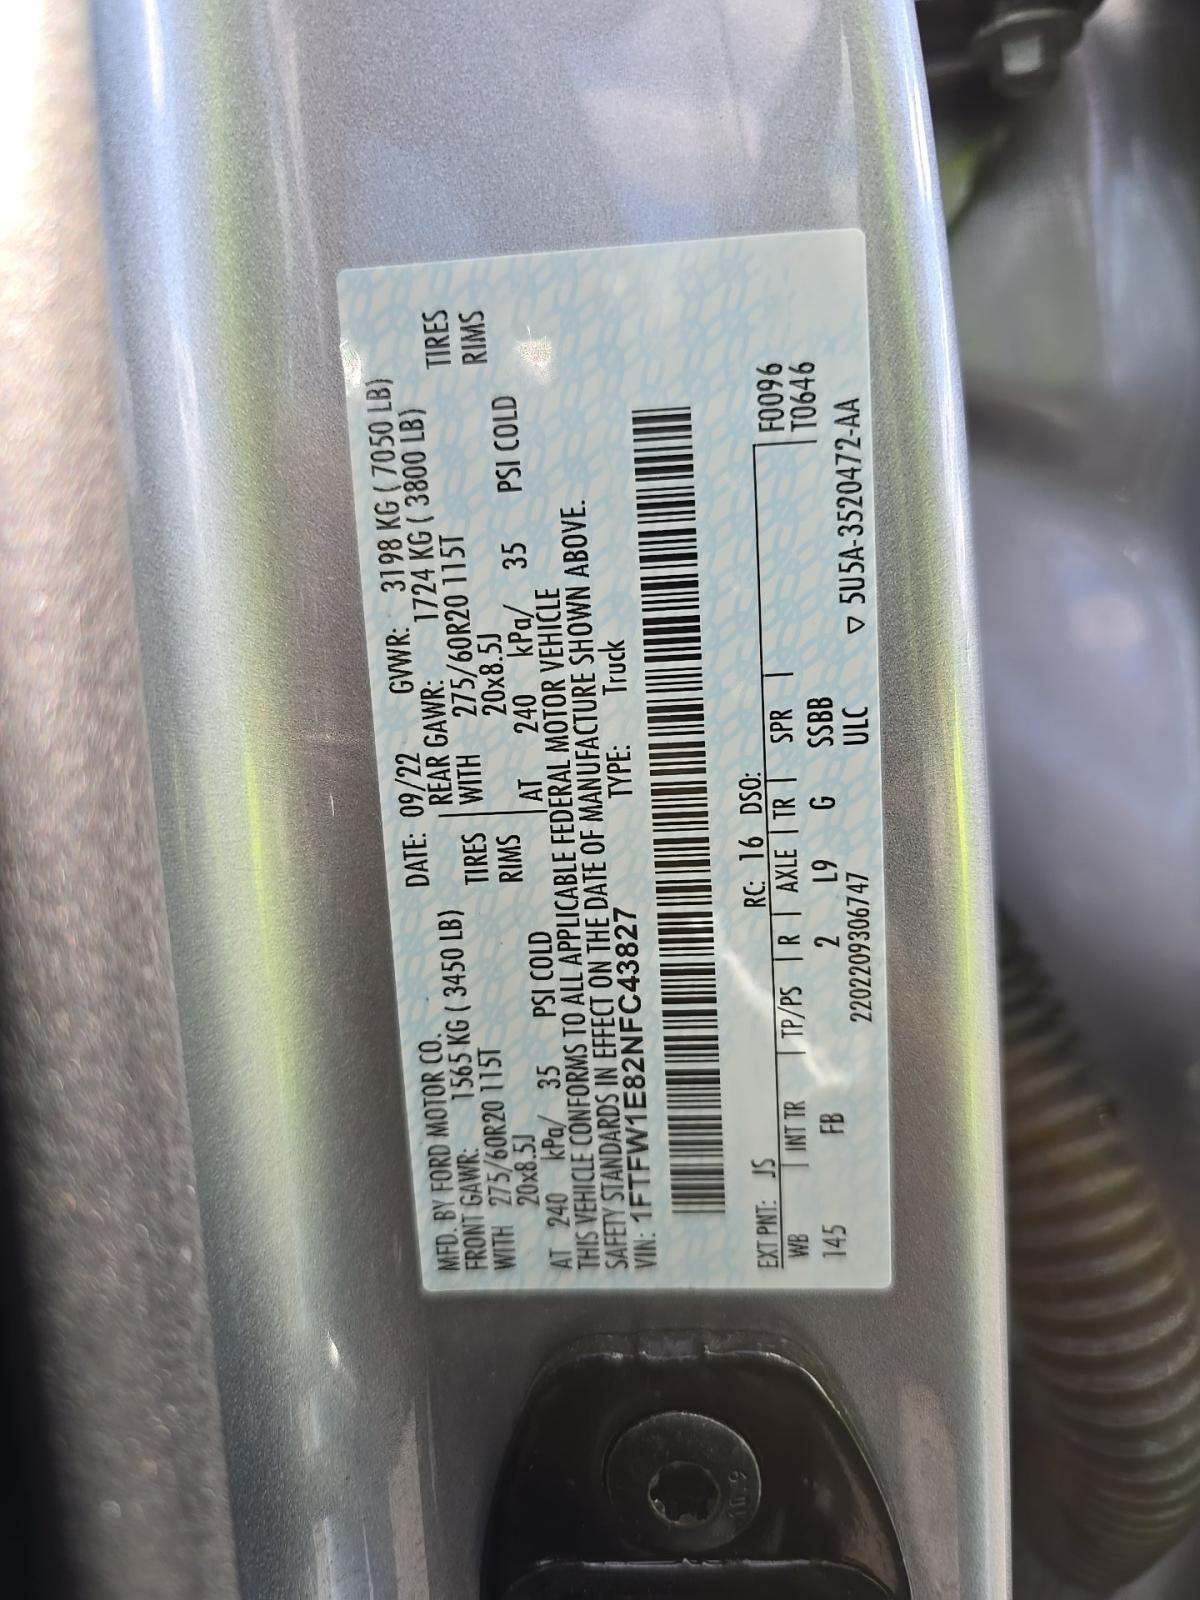 MFD. BY FORD MOTOR CO. DATE: 09/22 GVWR: 3198 KG ( 7050 LB)
FRONT GAWR: 1565 KG ( 3450 LB) REAR GAWR: 1724 KG ( 3800 LB)
WITH 275/60R20 115T TIRES WITH 275/60R20 115T TIRES
20x8.5J RIMS 20x8.5J RIMS
AT 240 kPa/ 35 PSI COLD AT 240 kPa/ 35 PSI COLD
THIS VEHICLE CONFORMS TO ALL APPLICABLE FEDERAL MOTOR VEHICLE
SAFETY STANDARDS IN EFFECT ON THE DATE OF MANUFACTURE SHOWN ABOVE.
VIN: 1FTFW1E82NFC43827 TYPE: Truck
EXT PNT: JS RC: 16 DSO: F0096
WB INT TR TP/PS R AXLE TR SPR T0646
145 FB 2 L9 G SSBB
2202209306747 ULC ▽ 5U5A-3520472-AA
10.9